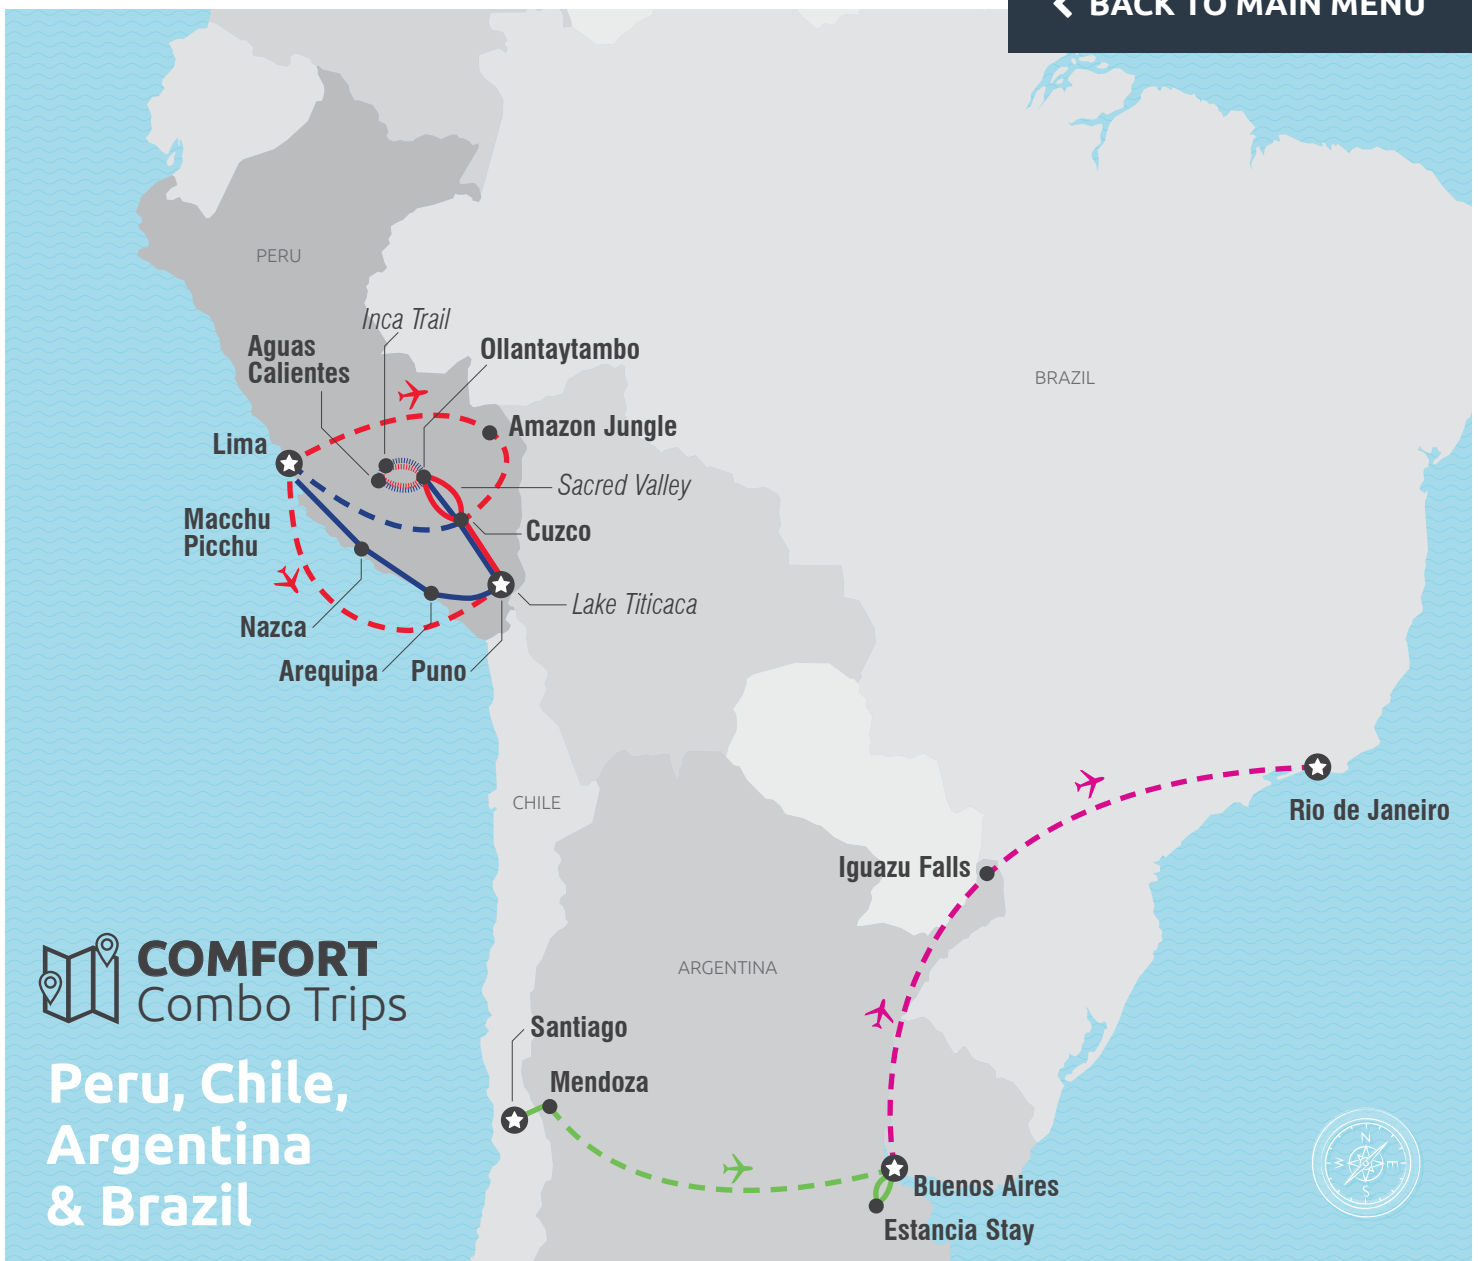 BACK TO MAIN MENU
PERU
Inca Trail
Aguas
Calientes
Ollantaytambo
BRAZIL
Lima
Amazon Jungle
Sacred Valley
Macchu
Picchu
Cuzco
Lake Titicaca
Nazca
Arequipa
Puno
CHILE
Rio de Janeiro
Iguazu Falls
ARGENTINA
COMFORT
Combo Trips
Santiago
Mendoza
Peru, Chile,
Argentina
& Brazil
Buenos Aires
Estancia Stay
N
W
E
S